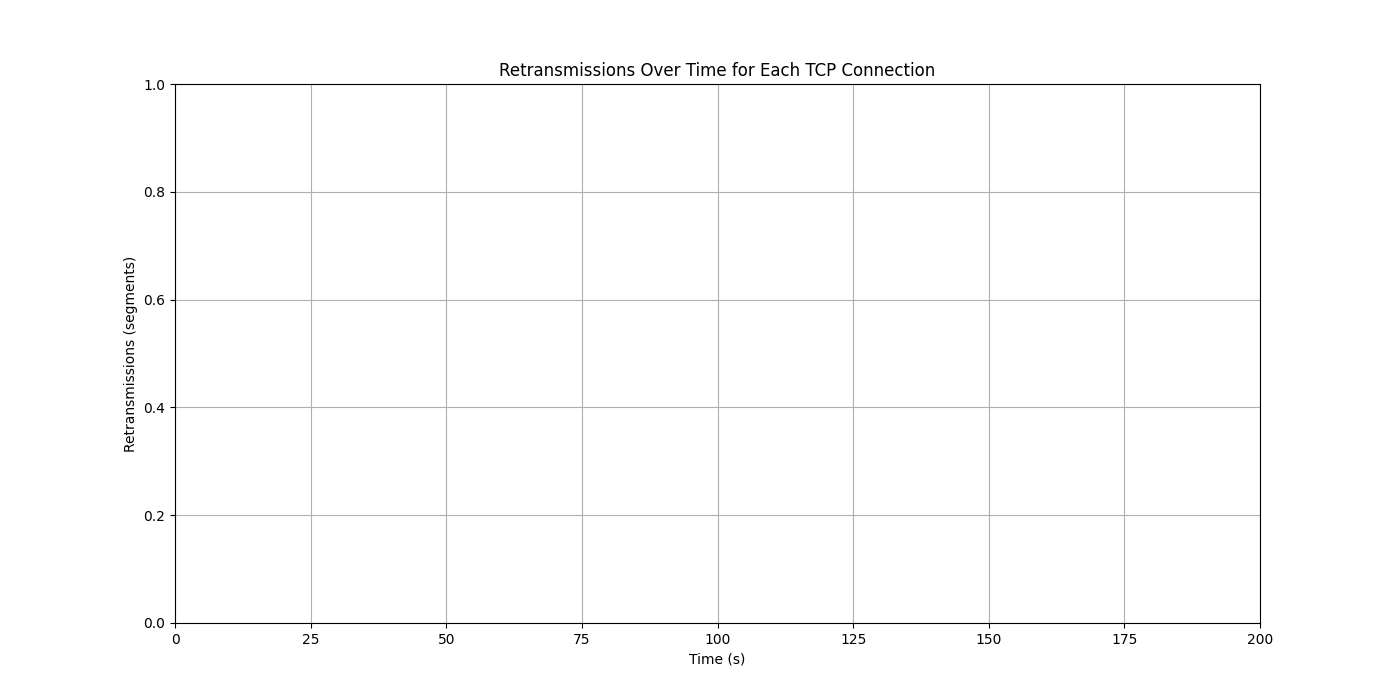 Retransmissions Over Time for Each TCP Connection
1.0
0.8
0.6
0.4
0.2
0.0
Retransmissions (segments)
0 25 50 75 100 125 150 175 200
Time (s)